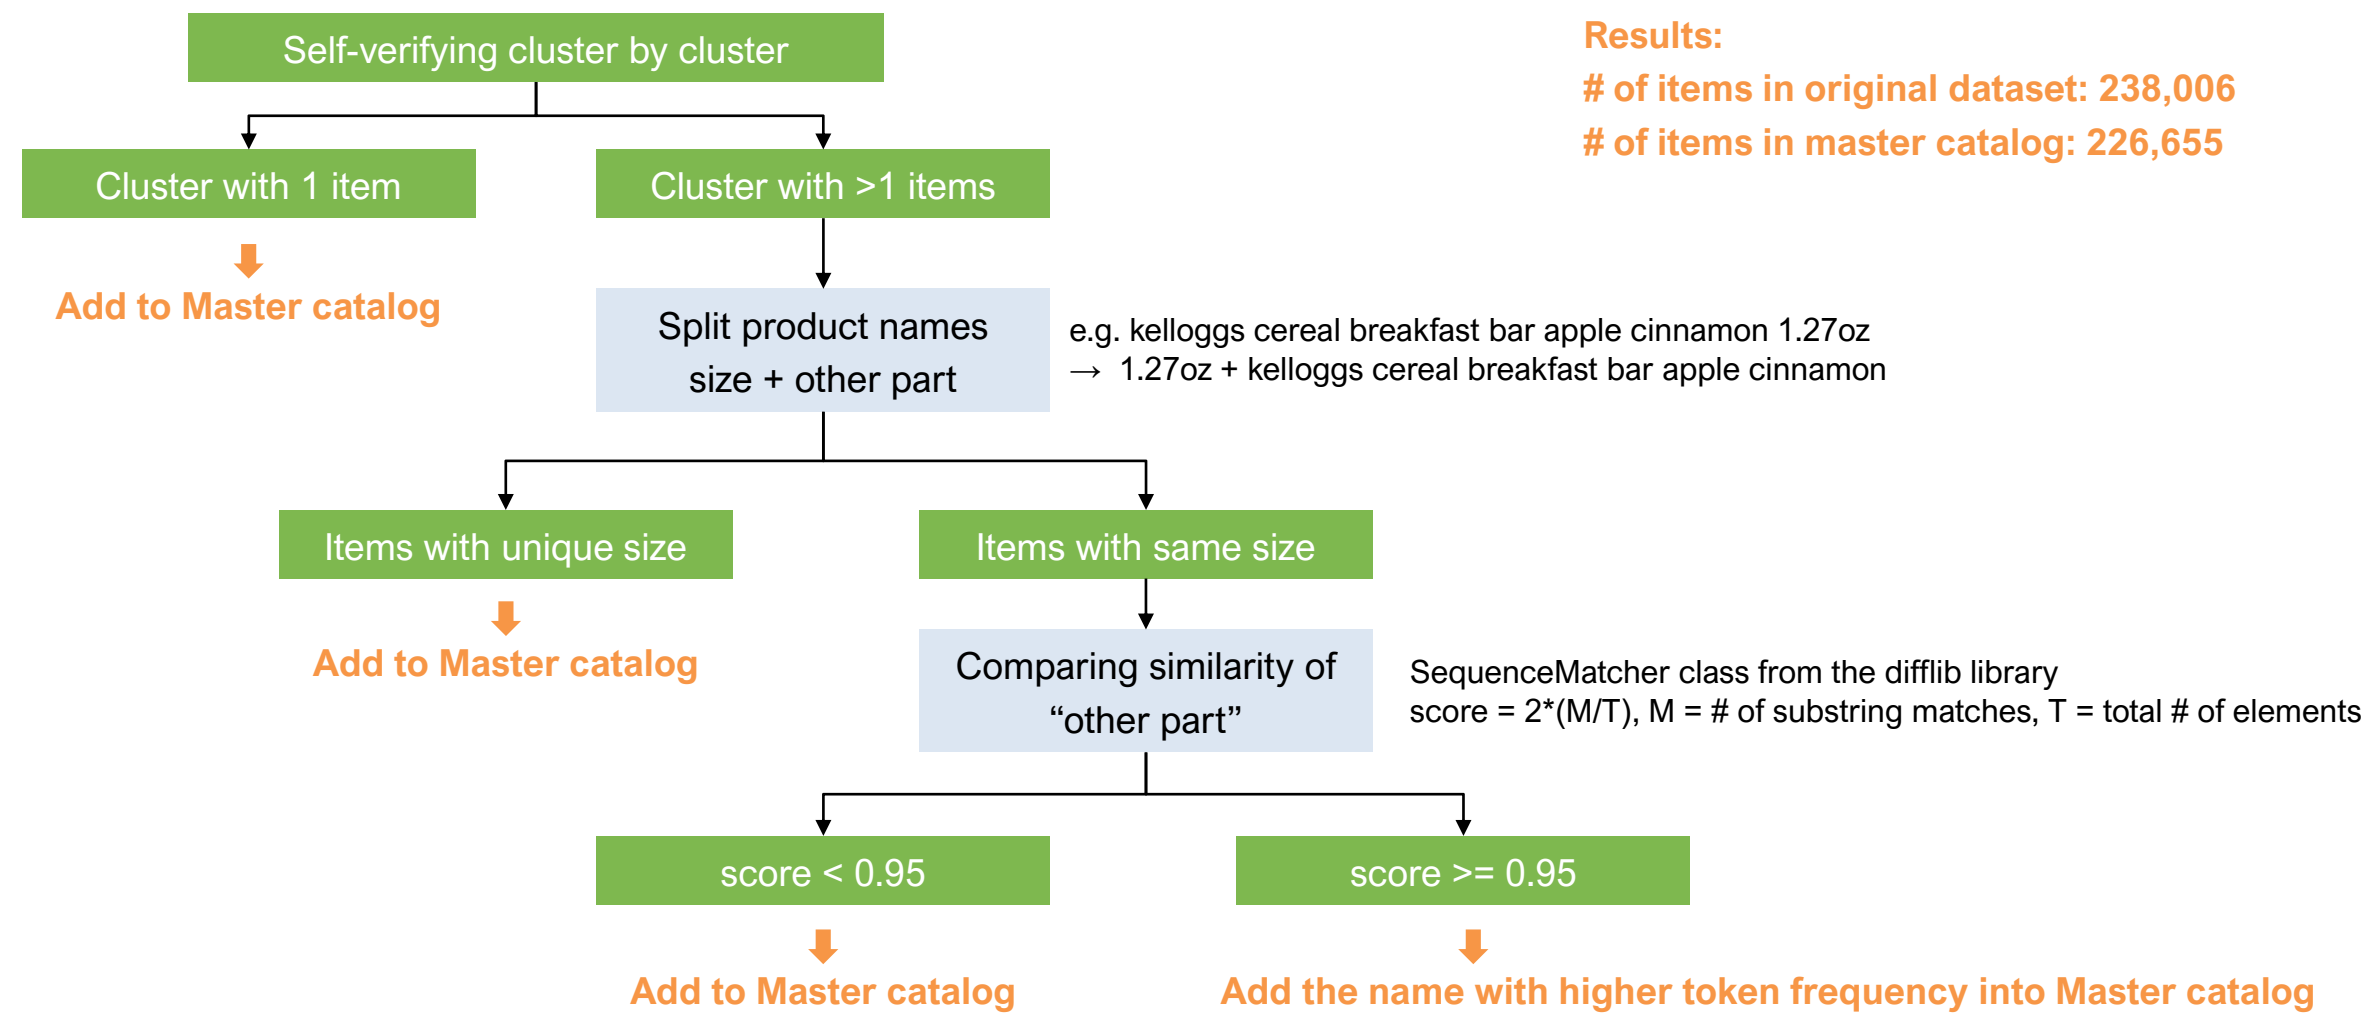 Self-verifying cluster by cluster
Results:
# of items in original dataset: 238,006
# of items in master catalog: 226,655
Cluster with 1 item
Cluster with >1 items
Add to Master catalog
Split product names
size + other part
e.g. kelloggs cereal breakfast bar apple cinnamon 1.27oz
→ 1.27oz + kelloggs cereal breakfast bar apple cinnamon
Items with unique size
Items with same size
Add to Master catalog
Comparing similarity of
“other part”
SequenceMatcher class from the difflib library
score = 2*(M/T), M = # of substring matches, T = total # of elements
score < 0.95
score >= 0.95
Add to Master catalog
Add the name with higher token frequency into Master catalog